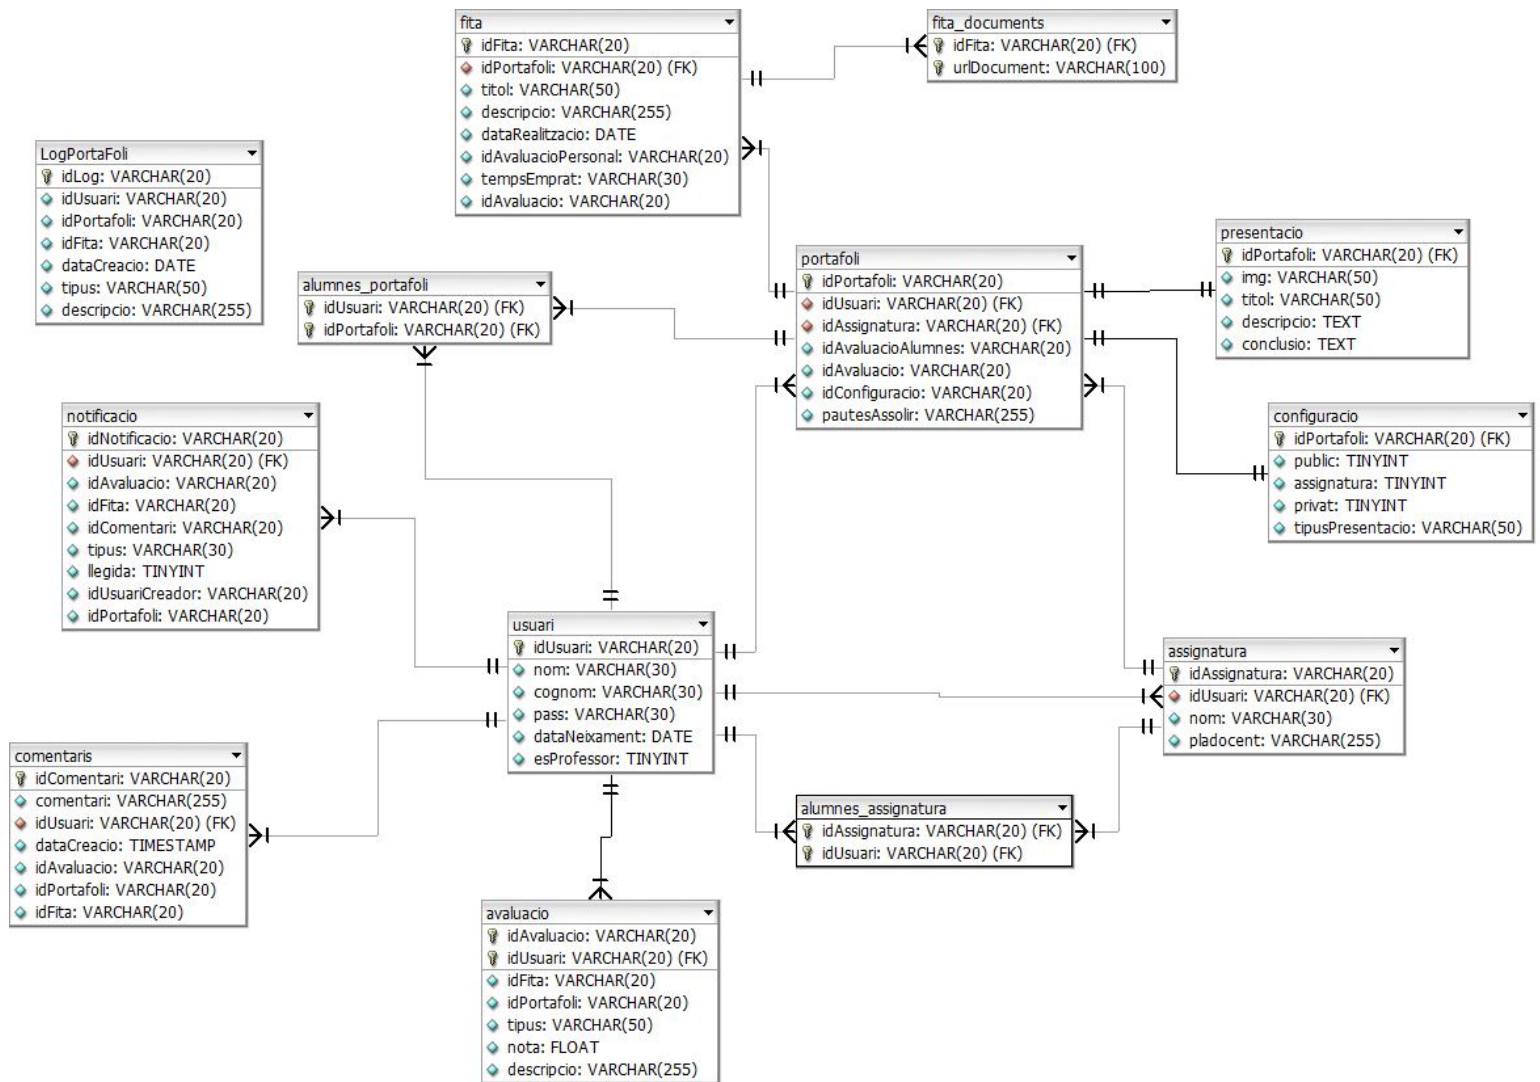 fita
idFita: VARCHAR(20)
idPortafoli: VARCHAR(20) (FK)
titol: VARCHAR(50)
descripcio: VARCHAR(255)
dataRealitzacio: DATE
idAvaluacioPersonal: VARCHAR(20)
tempsEmprat: VARCHAR(30)
idAvaluacio: VARCHAR(20)
fita_documents
idFita: VARCHAR(20) (FK)
urlDocument: VARCHAR(100)
LogPortaFoli
idLog: VARCHAR(20)
idUsuari: VARCHAR(20)
idPortafoli: VARCHAR(20)
idFita: VARCHAR(20)
dataCreacio: DATE
tipus: VARCHAR(50)
descripcio: VARCHAR(255)
alumnes_portafoli
idUsuari: VARCHAR(20) (FK)
idPortafoli: VARCHAR(20) (FK)
portafoli
idPortafoli: VARCHAR(20)
idUsuari: VARCHAR(20) (FK)
idAssignatura: VARCHAR(20) (FK)
idAvaluacioAlumnes: VARCHAR(20)
idAvaluacio: VARCHAR(20)
idConfiguracio: VARCHAR(20)
pautesAssolir: VARCHAR(255)
presentacio
idPortafoli: VARCHAR(20) (FK)
img: VARCHAR(50)
titol: VARCHAR(50)
descripcio: TEXT
conclusio: TEXT
notificacio
idNotificacio: VARCHAR(20)
idUsuari: VARCHAR(20) (FK)
idAvaluacio: VARCHAR(20)
idFita: VARCHAR(20)
idComentari: VARCHAR(20)
tipus: VARCHAR(30)
llegida: TINYINT
idUsuariCreador: VARCHAR(20)
idPortafoli: VARCHAR(20)
configuracio
idPortafoli: VARCHAR(20) (FK)
public: TINYINT
assignatura: TINYINT
privat: TINYINT
tipusPresentacio: VARCHAR(50)
usuari
idUsuari: VARCHAR(20)
nom: VARCHAR(30)
cognom: VARCHAR(30)
pass: VARCHAR(30)
dataNeixament: DATE
esProfessor: TINYINT
assignatura
idAssignatura: VARCHAR(20)
idUsuari: VARCHAR(20) (FK)
nom: VARCHAR(30)
pladocent: VARCHAR(255)
comentaris
idComentari: VARCHAR(20)
comentari: VARCHAR(255)
idUsuari: VARCHAR(20) (FK)
dataCreacio: TIMESTAMP
idAvaluacio: VARCHAR(20)
idPortafoli: VARCHAR(20)
idFita: VARCHAR(20)
alumnes_assignatura
idAssignatura: VARCHAR(20) (FK)
idUsuari: VARCHAR(20) (FK)
avaluacio
idAvaluacio: VARCHAR(20)
idUsuari: VARCHAR(20) (FK)
idFita: VARCHAR(20)
idPortafoli: VARCHAR(20)
tipus: VARCHAR(50)
nota: FLOAT
descripcio: VARCHAR(255)